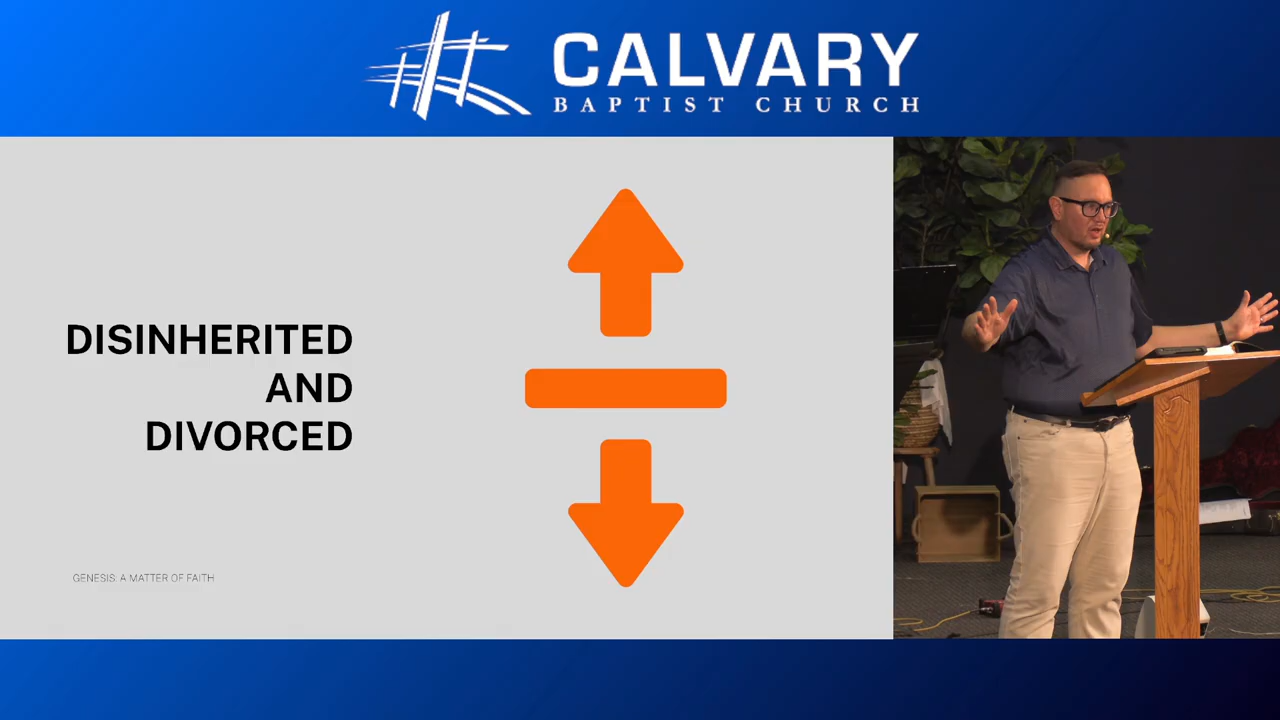 CALVARY
BAPTIST CHURCH
DISINHERITED
AND
DIVORCED
GENESIS: A MATTER OF FAITH